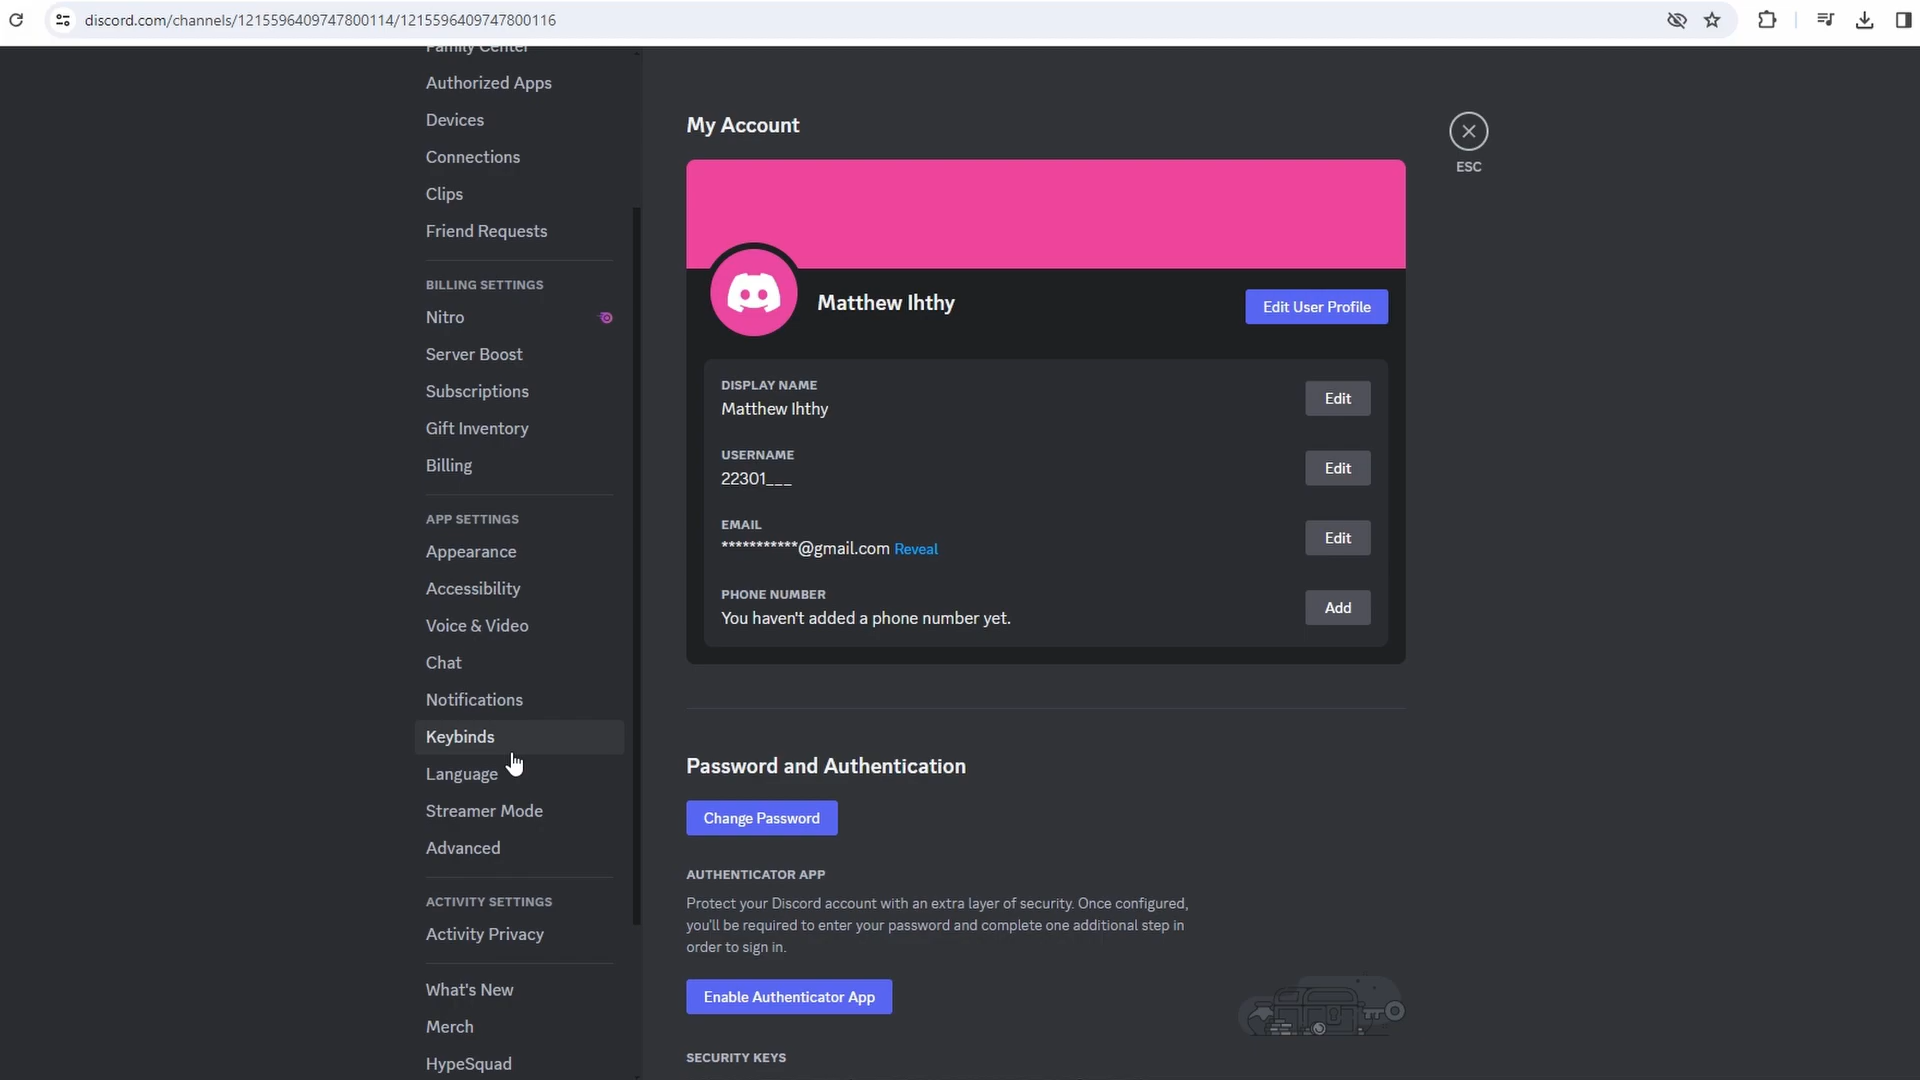 discord.com/channels/1215596409747800114/1215596409747800116
Family Center
Authorized Apps
Devices
Connections
Clips
Friend Requests
BILLING SETTINGS
Nitro
Server Boost
Subscriptions
Gift Inventory
Billing
APP SETTINGS
Appearance
Accessibility
Voice & Video
Chat
Notifications
Keybinds
Language
Streamer Mode
Advanced
ACTIVITY SETTINGS
Activity Privacy
What's New
Merch
HypeSquad
My Account
ESC
Matthew Ihthy
Edit User Profile
DISPLAY NAME
Matthew Ihthy
Edit
USERNAME
22301___
Edit
EMAIL
***********@gmail.com Reveal
Edit
PHONE NUMBER
You haven't added a phone number yet.
Add
Password and Authentication
Change Password
AUTHENTICATOR APP
Protect your Discord account with an extra layer of security. Once configured,
you'll be required to enter your password and complete one additional step in
order to sign in.
Enable Authenticator App
SECURITY KEYS